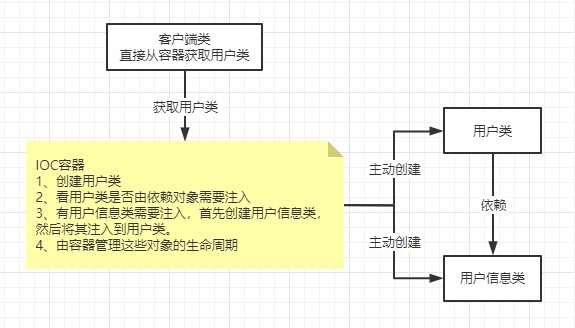 客户端类
直接从容器获取用户类
获取用户类
IOC容器
1、创建用户类
2、看用户类是否由依赖对象需要注入
3、有用户信息类需要注入，首先创建用户信息类，
然后将其注入到用户类。
4、由容器管理这些对象的生命周期
主动创建
用户类
依赖
主动创建
用户信息类